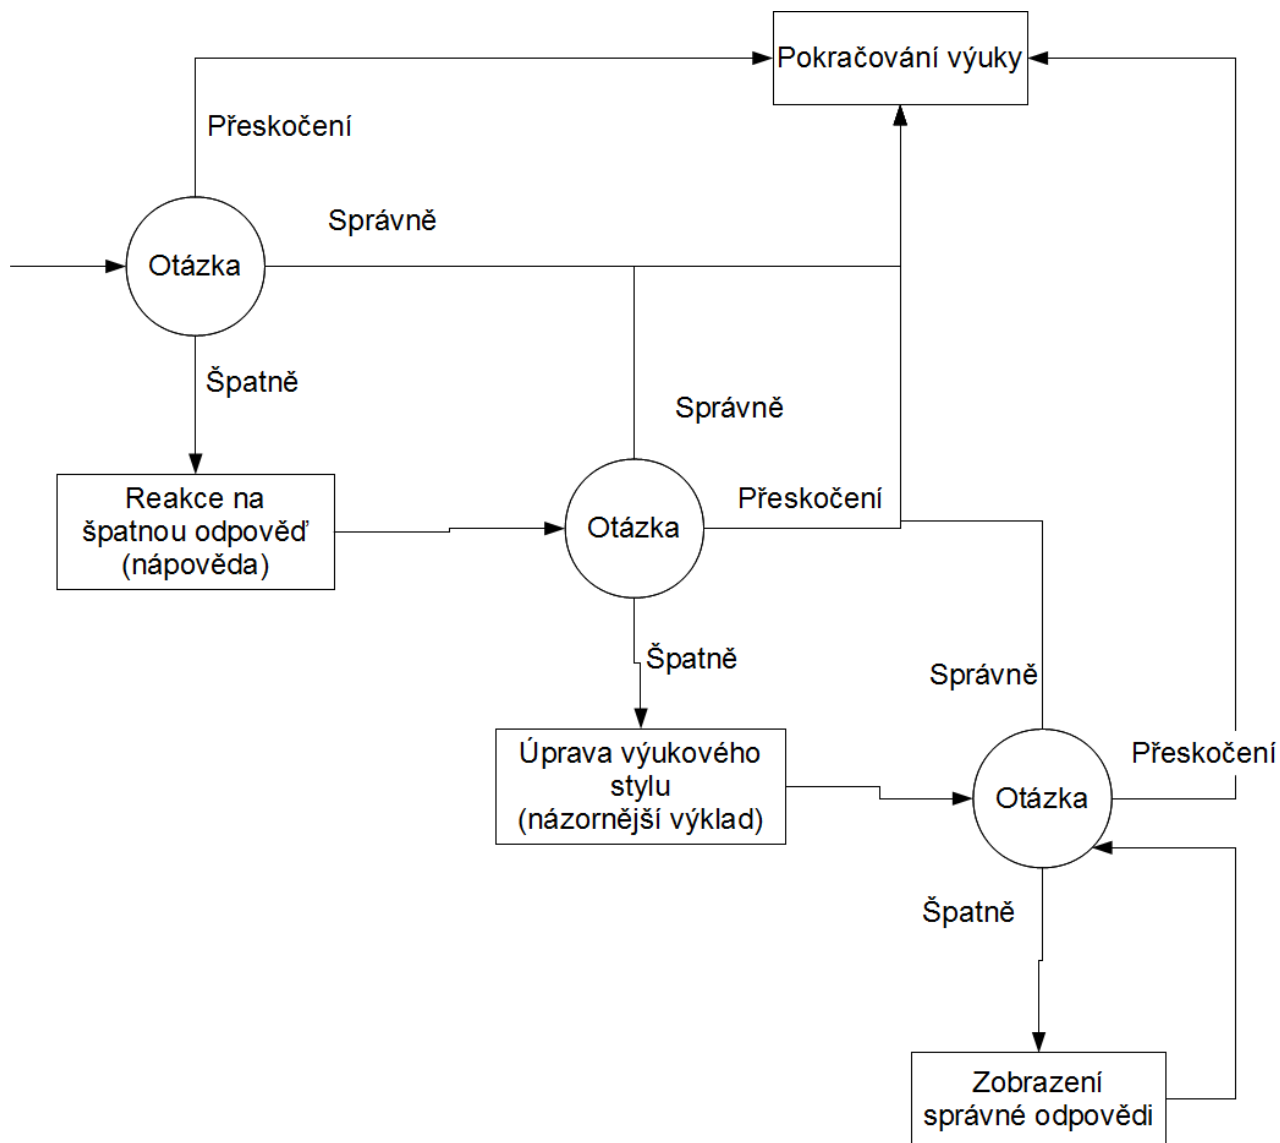 Pokračování výuky
Přeskočení
Správně
Otázka
Špatně
Správně
Reakce na
špatnou odpověď
(nápověda)
Přeskočení
Otázka
Špatně
Správně
Úprava výukového
stylu
(názornější výklad)
Přeskočení
Otázka
Špatně
Zobrazení
správné odpovědi